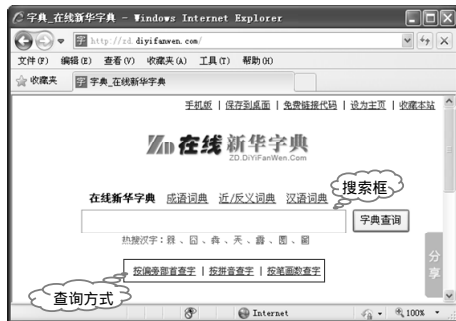 字典_在线新华字典 - Windows Internet Explorer
http://zd.diyifanwen.com/
文件(F) 编辑(E) 查看(V) 收藏夹(A) 工具(T) 帮助(H)
收藏夹 字典_在线新华字典
手机版 | 保存到桌面 | 免费链接代码 | 设为主页 | 收藏本站
ZD 在线新华字典
ZD.DiYiFanWen.Com
搜索框
在线新华字典 成语词典 近/反义词典 汉语词典
字典查询
热搜汉字:
按偏旁部首查字 | 按拼音查字 | 按笔画数查字
分享
查询方式
Internet 100%